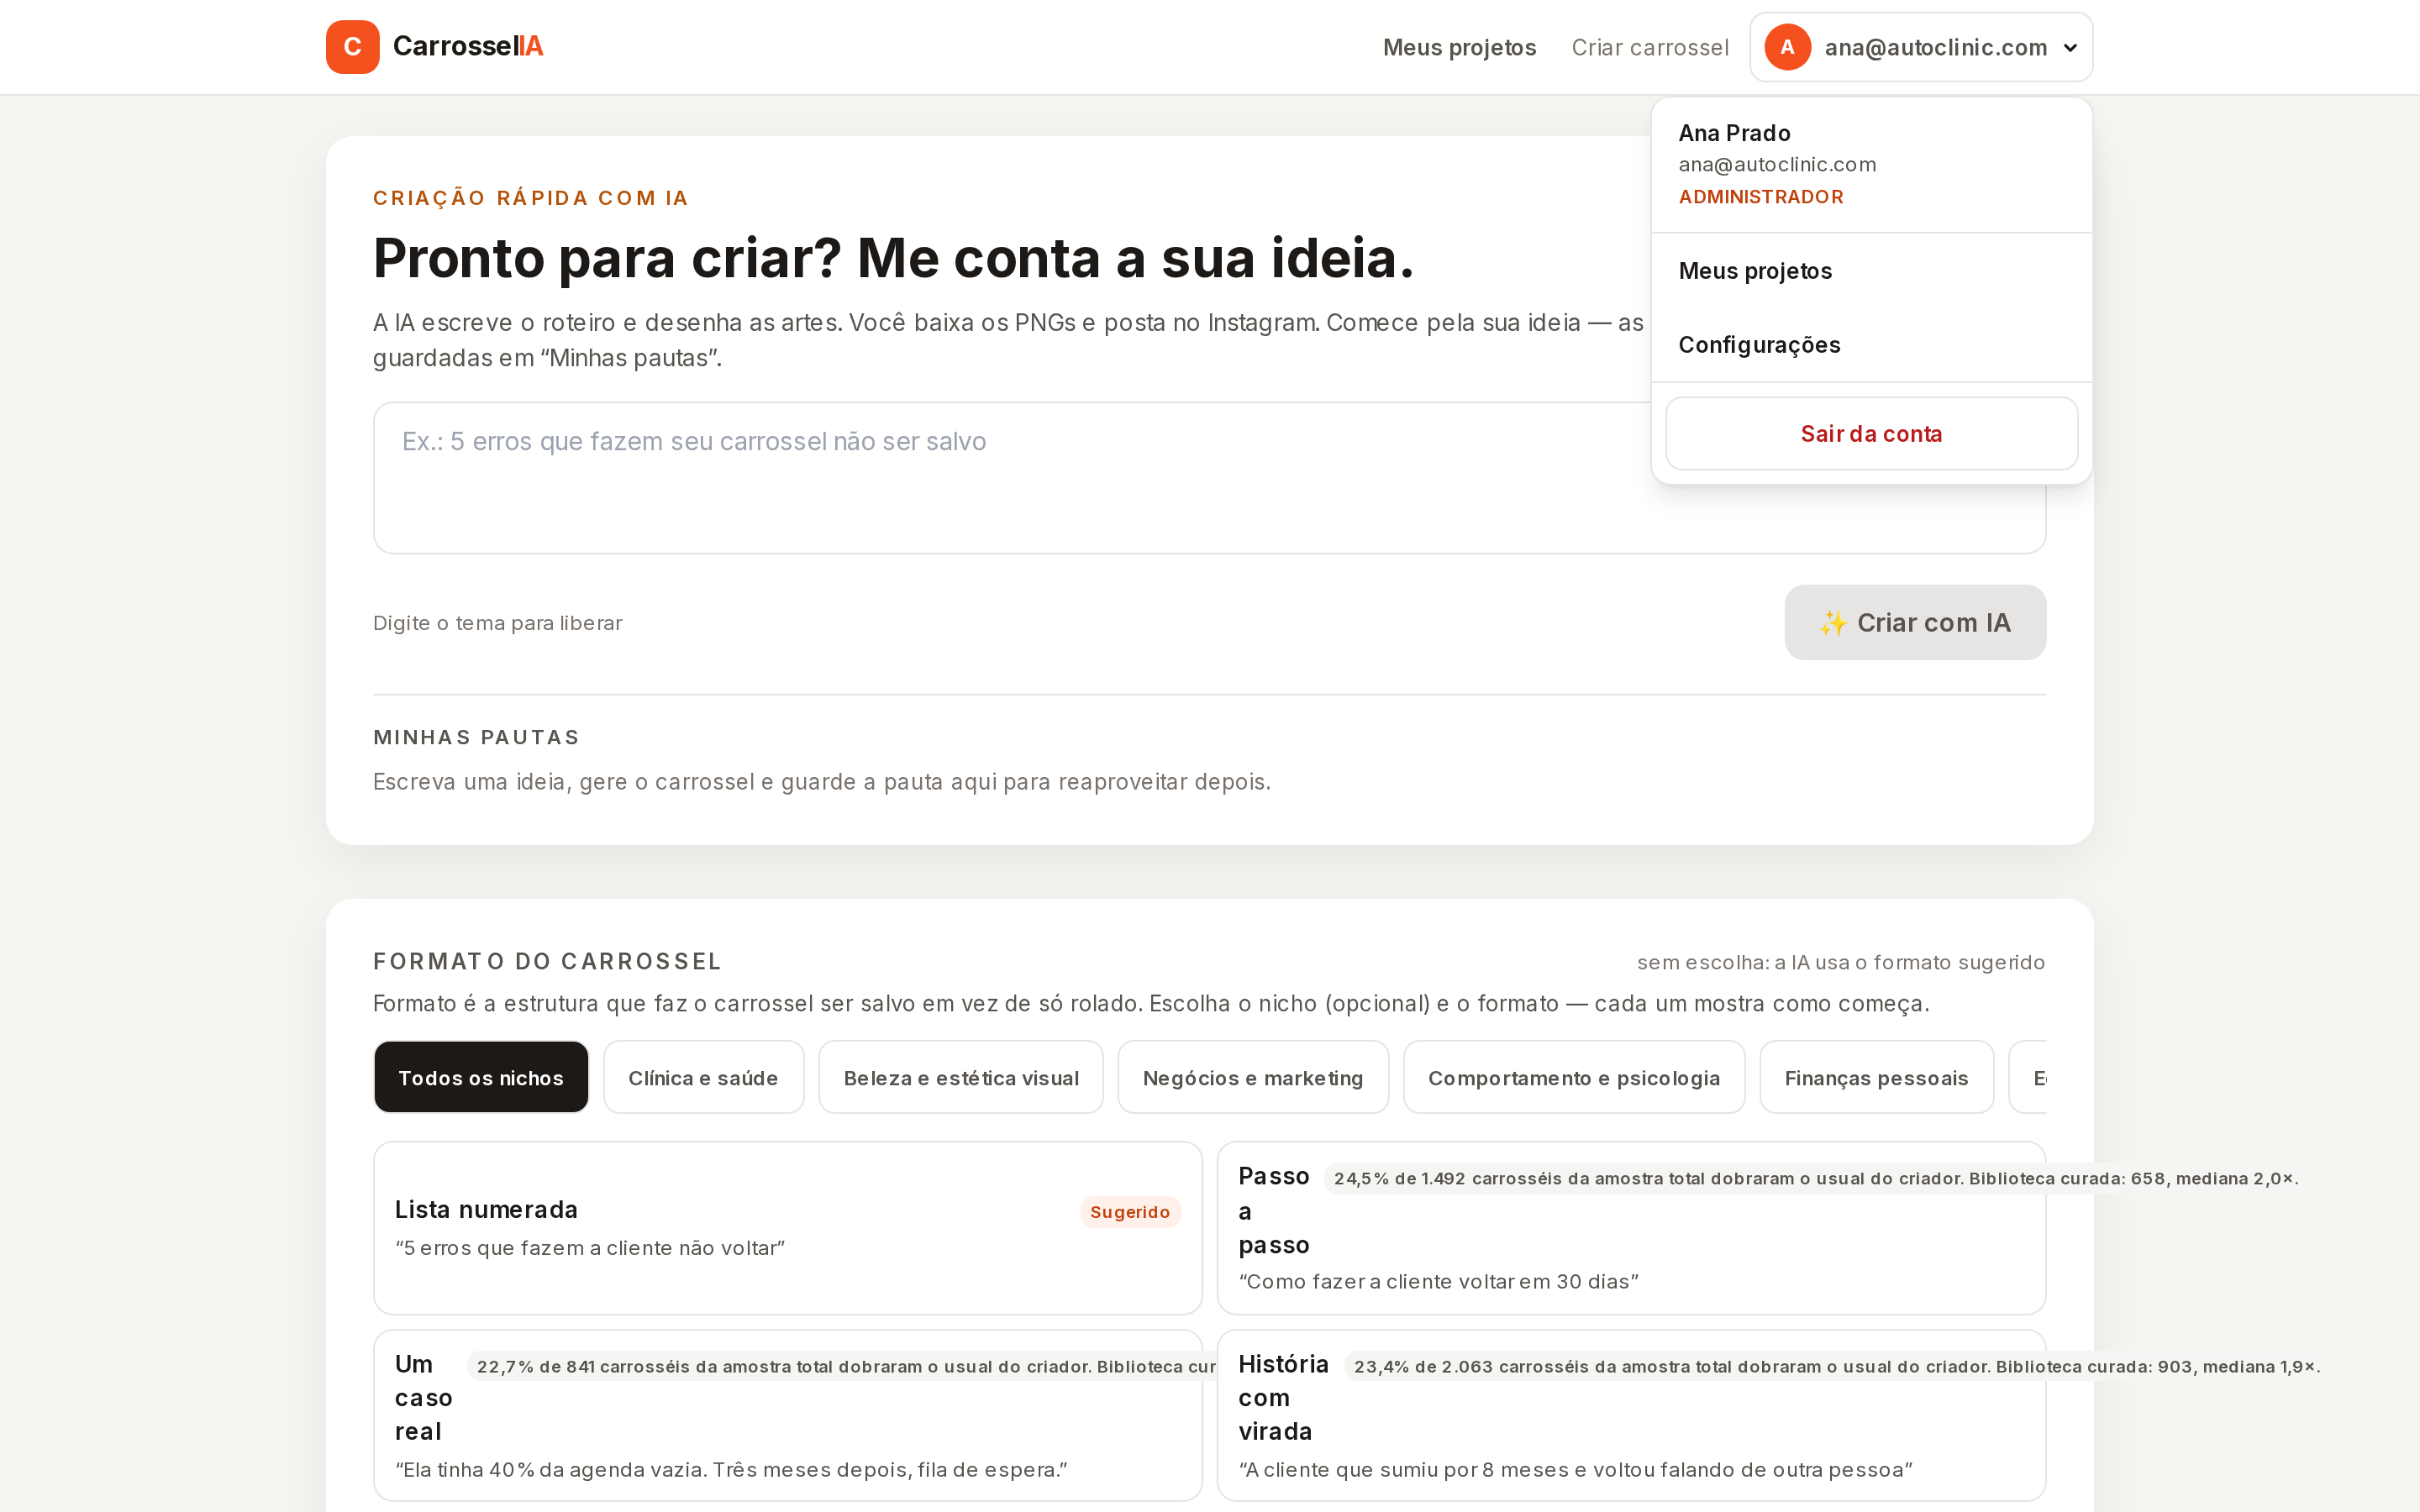 C CarrosselIA
Meus projetos
Criar carrossel
A ana@autoclinic.com
Ana Prado
ana@autoclinic.com
ADMINISTRADOR
Meus projetos
Configurações
Sair da conta
CRIAÇÃO RÁPIDA COM IA
Pronto para criar? Me conta a sua ideia.
A IA escreve o roteiro e desenha as artes. Você baixa os PNGs e posta no Instagram. Comece pela sua ideia — as
guardadas em “Minhas pautas”.
Ex.: 5 erros que fazem seu carrossel não ser salvo
Digite o tema para liberar
✨ Criar com IA
MINHAS PAUTAS
Escreva uma ideia, gere o carrossel e guarde a pauta aqui para reaproveitar depois.
FORMATO DO CARROSSEL
sem escolha: a IA usa o formato sugerido
Formato é a estrutura que faz o carrossel ser salvo em vez de só rolado. Escolha o nicho (opcional) e o formato — cada um mostra como começa.
Todos os nichos
Clínica e saúde
Beleza e estética visual
Negócios e marketing
Comportamento e psicologia
Finanças pessoais
Lista numerada
Sugerido
“5 erros que fazem a cliente não voltar”
Passo
a
passo
24,5% de 1.492 carrosséis da amostra total dobraram o usual do criador. Biblioteca curada: 658, mediana 2,0×.
“Como fazer a cliente voltar em 30 dias”
Um
caso
real
22,7% de 841 carrosséis da amostra total dobraram o usual do criador. Biblioteca cur
“Ela tinha 40% da agenda vazia. Três meses depois, fila de espera.”
História
com
virada
23,4% de 2.063 carrosséis da amostra total dobraram o usual do criador. Biblioteca curada: 903, mediana 1,9×.
“A cliente que sumiu por 8 meses e voltou falando de outra pessoa”